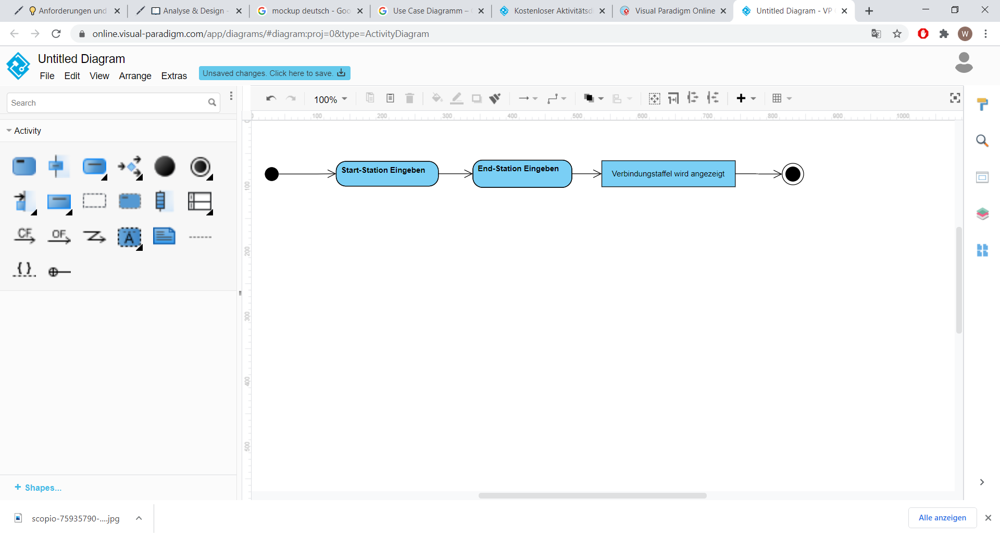 Anforderungen und
Analyse & Design -
mockup deutsch - Goo
Use Case Diagramm –
Kostenloser Aktivitätsd
Visual Paradigm Online
Untitled Diagram - VP
online.visual-paradigm.com/app/diagrams/#diagram:proj=0&type=ActivityDiagram
W
Untitled Diagram
File Edit View Arrange Extras
Unsaved changes. Click here to save.
Search
100%
100 200 300 400 500 600 700 800 900 1000
Activity
Start-Station Eingeben
End-Station Eingeben
Verbindungstaffel wird angezeigt
CF
OF
A
{ }
100
200
300
400
500
+ Shapes...
scopio-75935790-....jpg
Alle anzeigen